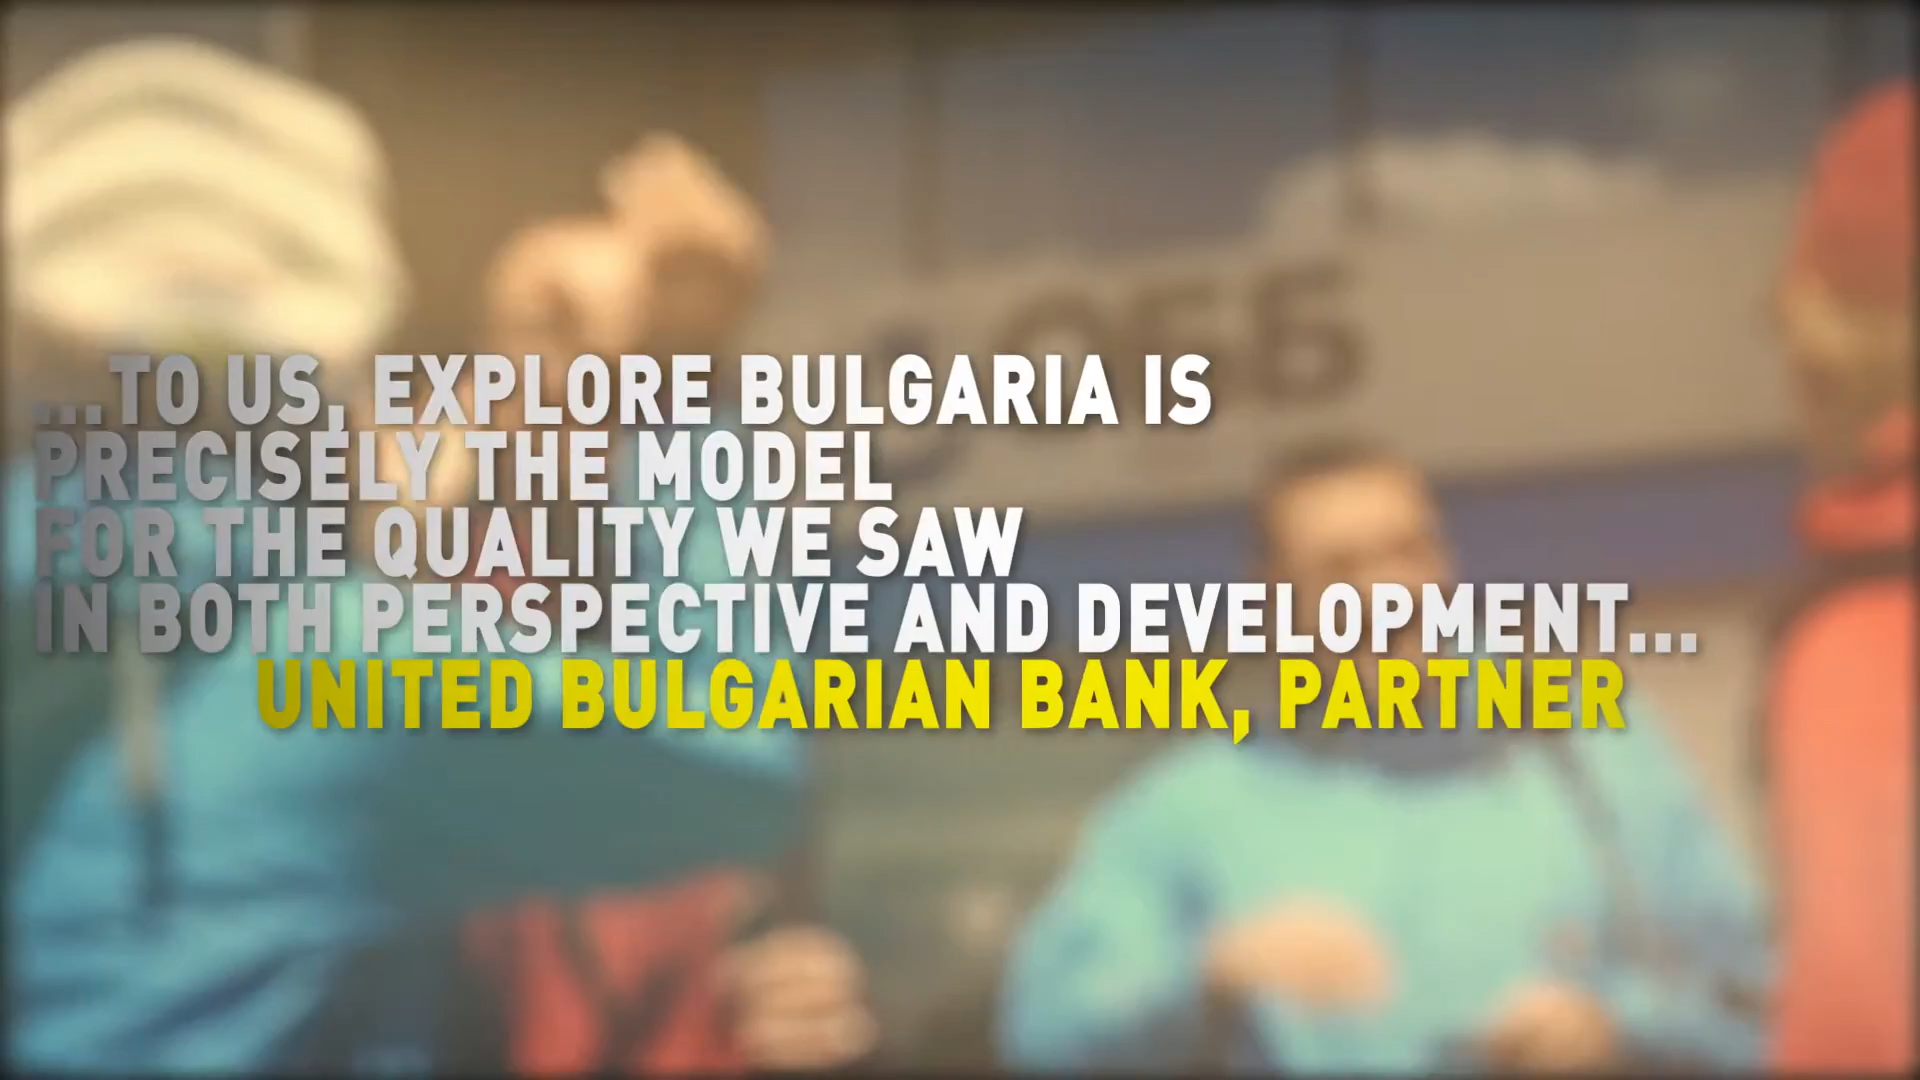 ...TO US, EXPLORE BULGARIA IS
PRECISELY THE MODEL
FOR THE QUALITY WE SAW
IN BOTH PERSPECTIVE AND DEVELOPMENT...
UNITED BULGARIAN BANK, PARTNER
ОББ